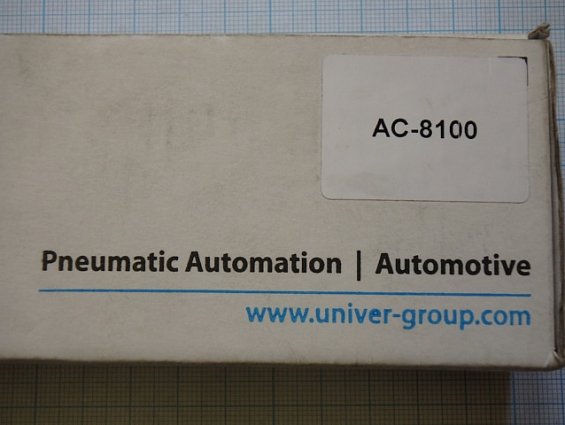 AC-8100
Pneumatic Automation | Automotive
www.univer-group.com